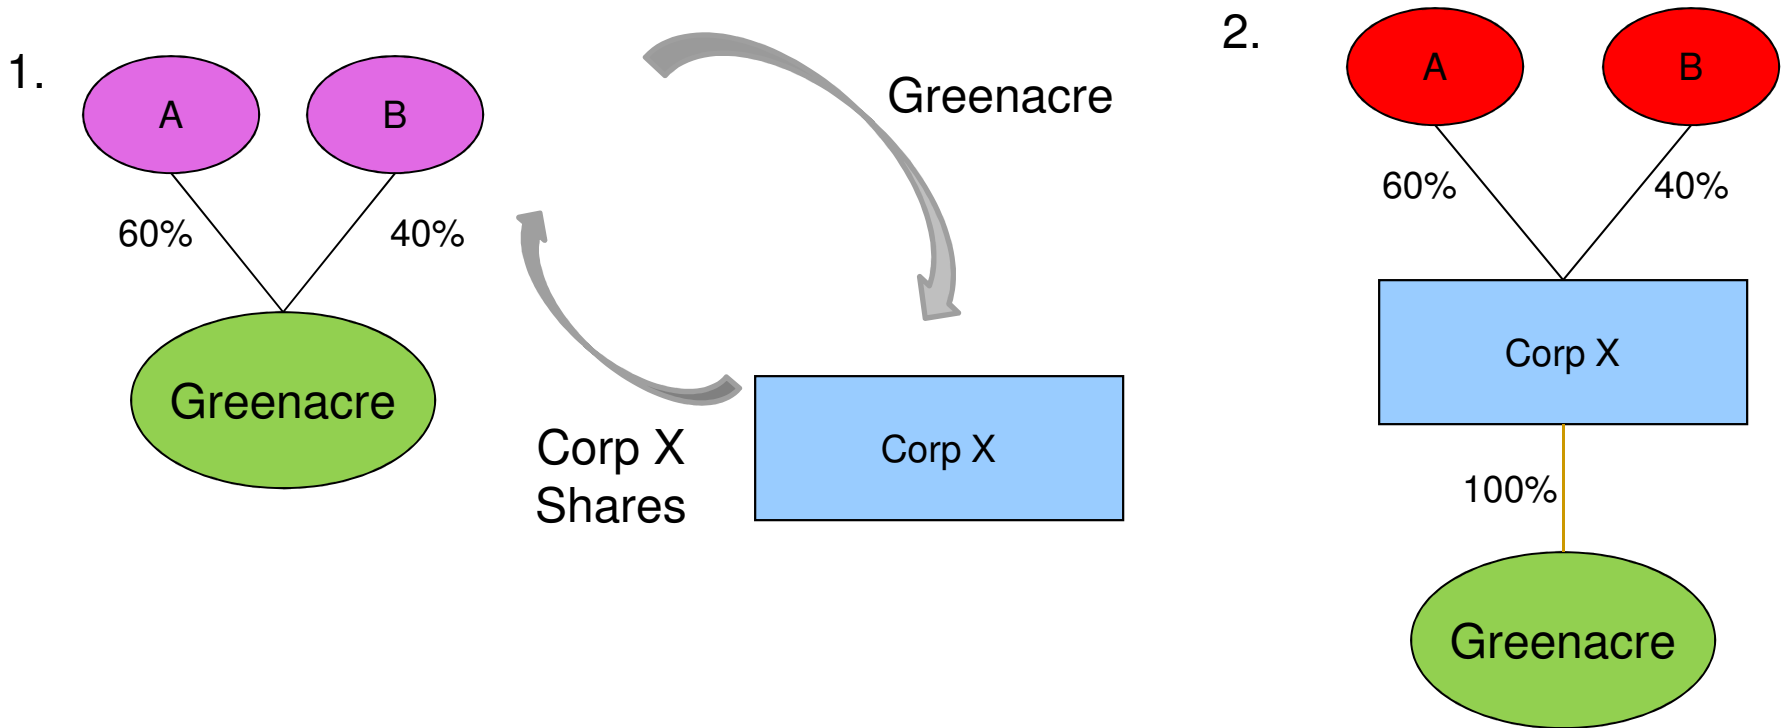 1.
A
B
60%
40%
Greenacre
Greenacre
Corp X
Shares
Corp X
2.
A
B
60%
40%
Corp X
100%
Greenacre